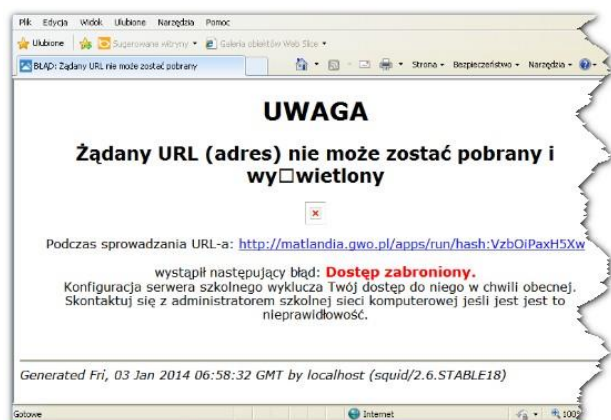 Plik Edycja Widok Ulubione Narzędzia Pomoc
Ulubione Sugerowane witryny Galeria obiektów Web Slice
BŁĄD: Żądany URL nie może zostać pobrany Strona Bezpieczeństwo Narzędzia
UWAGA
Żądany URL (adres) nie może zostać pobrany i
wy□wietlony
Podczas sprowadzania URL-a: http://matlandia.gwo.pl/apps/run/hash:VzbOiPaxH5Xw
wystąpił następujący błąd: Dostęp zabroniony.
Konfiguracja serwera szkolnego wyklucza Twój dostęp do niego w chwili obecnej.
Skontaktuj się z administratorem szkolnej sieci komputerowej jeśli jest jest to
nieprawidłowość.
Generated Fri, 03 Jan 2014 06:58:32 GMT by localhost (squid/2.6.STABLE18)
Gotowe Internet